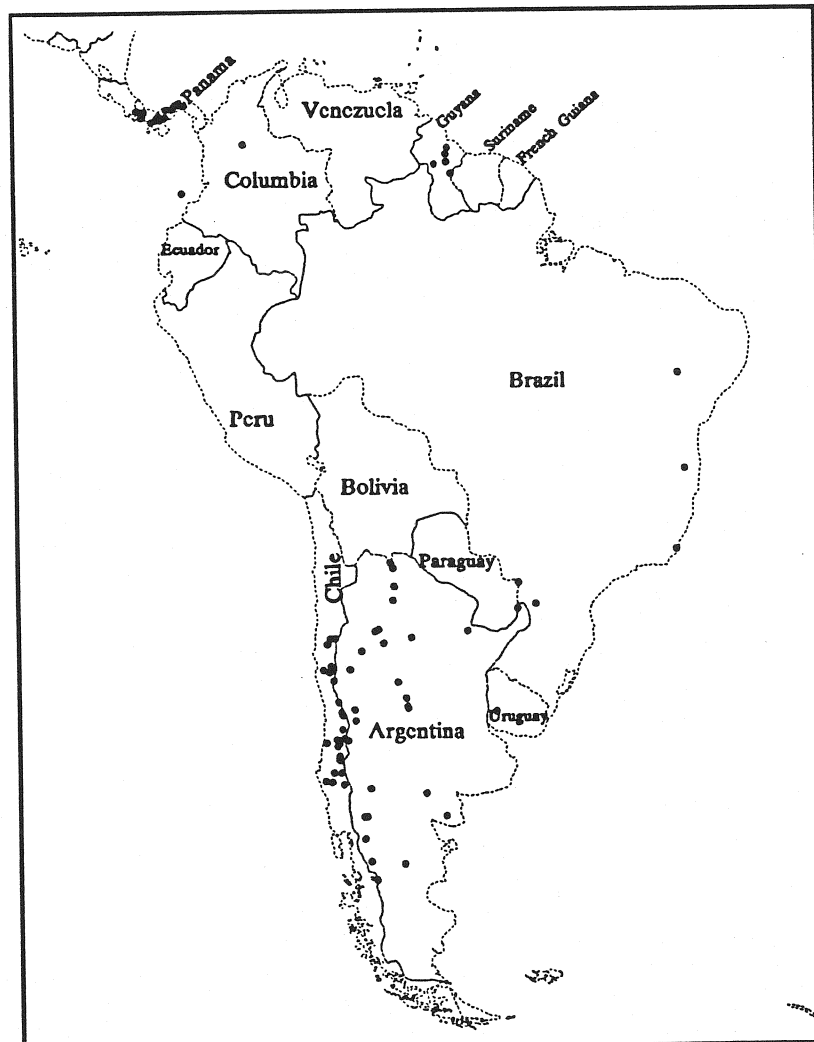 Panama
Venezuela
Guyana
Suriname
French Guiana
Columbia
Ecuador
Brazil
Peru
Bolivia
Paraguay
Chile
Uruguay
Argentina